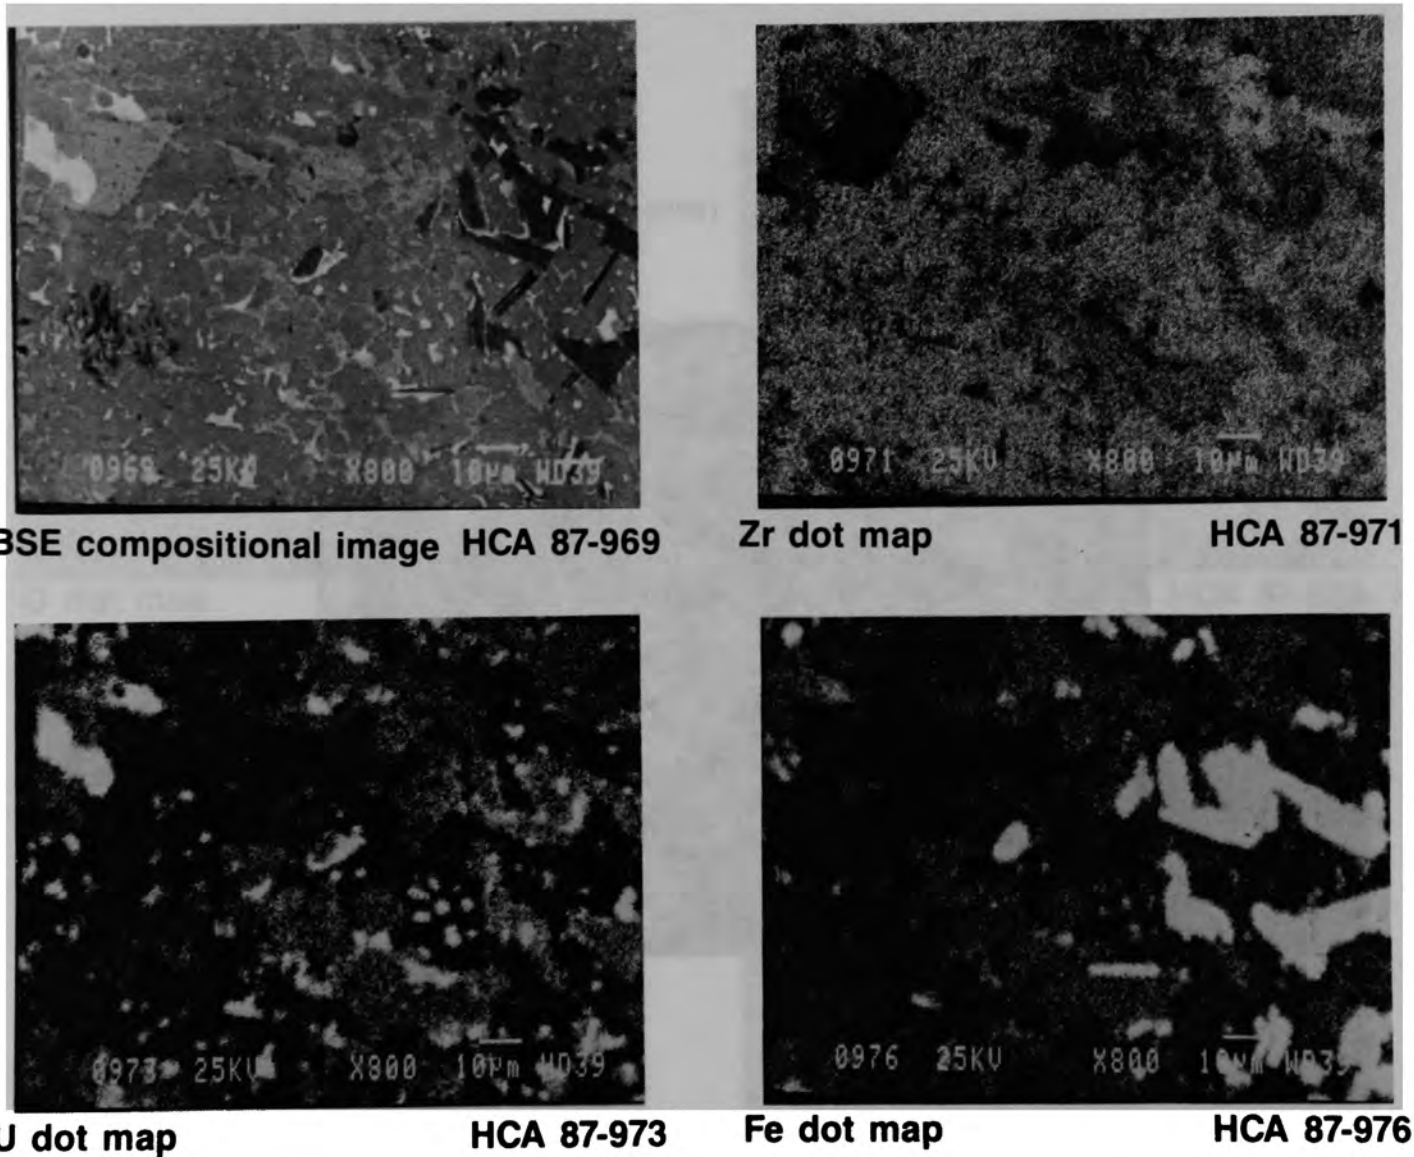 0969 25KV X800 10µm WD39
BSE compositional image HCA 87-969
0971 25KV X800 10µm WD39
Zr dot map HCA 87-971
0973 25KV X800 10µm WD39
U dot map HCA 87-973
0976 25KV X800 10µm WD39
Fe dot map HCA 87-976